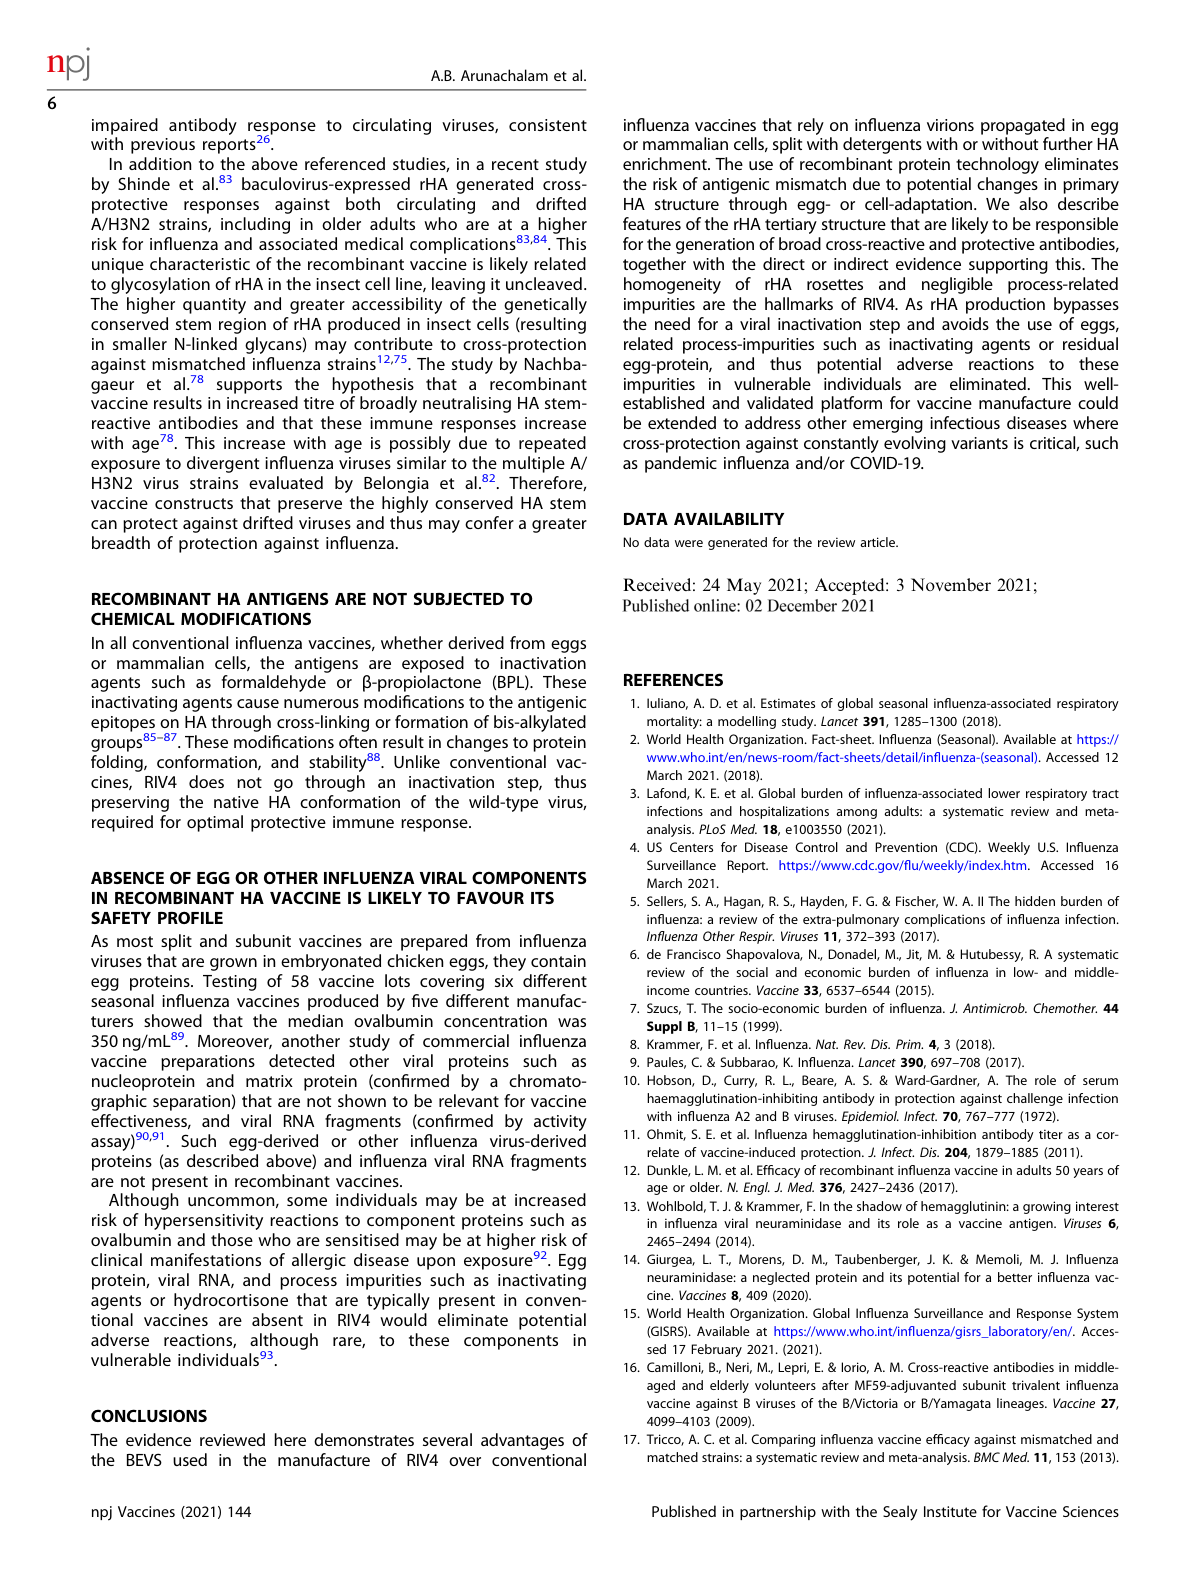 npj
A.B. Arunachalam et al.
6
impaired antibody response to circulating viruses, consistent
with previous reports26.
In addition to the above referenced studies, in a recent study
by Shinde et al.83 baculovirus-expressed rHA generated cross-
protective responses against both circulating and drifted
A/H3N2 strains, including in older adults who are at a higher
risk for influenza and associated medical complications83,84. This
unique characteristic of the recombinant vaccine is likely related
to glycosylation of rHA in the insect cell line, leaving it uncleaved.
The higher quantity and greater accessibility of the genetically
conserved stem region of rHA produced in insect cells (resulting
in smaller N-linked glycans) may contribute to cross-protection
against mismatched influenza strains12,75. The study by Nachba-
gaeur et al.78 supports the hypothesis that a recombinant
vaccine results in increased titre of broadly neutralising HA stem-
reactive antibodies and that these immune responses increase
with age78. This increase with age is possibly due to repeated
exposure to divergent influenza viruses similar to the multiple A/
H3N2 virus strains evaluated by Belongia et al.82. Therefore,
vaccine constructs that preserve the highly conserved HA stem
can protect against drifted viruses and thus may confer a greater
breadth of protection against influenza.
RECOMBINANT HA ANTIGENS ARE NOT SUBJECTED TO
CHEMICAL MODIFICATIONS
In all conventional influenza vaccines, whether derived from eggs
or mammalian cells, the antigens are exposed to inactivation
agents such as formaldehyde or β-propiolactone (BPL). These
inactivating agents cause numerous modifications to the antigenic
epitopes on HA through cross-linking or formation of bis-alkylated
groups85–87. These modifications often result in changes to protein
folding, conformation, and stability88. Unlike conventional vac-
cines, RIV4 does not go through an inactivation step, thus
preserving the native HA conformation of the wild-type virus,
required for optimal protective immune response.
ABSENCE OF EGG OR OTHER INFLUENZA VIRAL COMPONENTS
IN RECOMBINANT HA VACCINE IS LIKELY TO FAVOUR ITS
SAFETY PROFILE
As most split and subunit vaccines are prepared from influenza
viruses that are grown in embryonated chicken eggs, they contain
egg proteins. Testing of 58 vaccine lots covering six different
seasonal influenza vaccines produced by five different manufac-
turers showed that the median ovalbumin concentration was
350 ng/mL89. Moreover, another study of commercial influenza
vaccine preparations detected other viral proteins such as
nucleoprotein and matrix protein (confirmed by a chromato-
graphic separation) that are not shown to be relevant for vaccine
effectiveness, and viral RNA fragments (confirmed by activity
assay)90,91. Such egg-derived or other influenza virus-derived
proteins (as described above) and influenza viral RNA fragments
are not present in recombinant vaccines.
Although uncommon, some individuals may be at increased
risk of hypersensitivity reactions to component proteins such as
ovalbumin and those who are sensitised may be at higher risk of
clinical manifestations of allergic disease upon exposure92. Egg
protein, viral RNA, and process impurities such as inactivating
agents or hydrocortisone that are typically present in conven-
tional vaccines are absent in RIV4 would eliminate potential
adverse reactions, although rare, to these components in
vulnerable individuals93.
CONCLUSIONS
The evidence reviewed here demonstrates several advantages of
the BEVS used in the manufacture of RIV4 over conventional
influenza vaccines that rely on influenza virions propagated in egg
or mammalian cells, split with detergents with or without further HA
enrichment. The use of recombinant protein technology eliminates
the risk of antigenic mismatch due to potential changes in primary
HA structure through egg- or cell-adaptation. We also describe
features of the rHA tertiary structure that are likely to be responsible
for the generation of broad cross-reactive and protective antibodies,
together with the direct or indirect evidence supporting this. The
homogeneity of rHA rosettes and negligible process-related
impurities are the hallmarks of RIV4. As rHA production bypasses
the need for a viral inactivation step and avoids the use of eggs,
related process-impurities such as inactivating agents or residual
egg-protein, and thus potential adverse reactions to these
impurities in vulnerable individuals are eliminated. This well-
established and validated platform for vaccine manufacture could
be extended to address other emerging infectious diseases where
cross-protection against constantly evolving variants is critical, such
as pandemic influenza and/or COVID-19.
DATA AVAILABILITY
No data were generated for the review article.
Received: 24 May 2021; Accepted: 3 November 2021;
Published online: 02 December 2021
REFERENCES
1. Iuliano, A. D. et al. Estimates of global seasonal influenza-associated respiratory
mortality: a modelling study. Lancet 391, 1285–1300 (2018).
2. World Health Organization. Fact-sheet. Influenza (Seasonal). Available at https://
www.who.int/en/news-room/fact-sheets/detail/influenza-(seasonal). Accessed 12
March 2021. (2018).
3. Lafond, K. E. et al. Global burden of influenza-associated lower respiratory tract
infections and hospitalizations among adults: a systematic review and meta-
analysis. PLoS Med. 18, e1003550 (2021).
4. US Centers for Disease Control and Prevention (CDC). Weekly U.S. Influenza
Surveillance Report. https://www.cdc.gov/flu/weekly/index.htm. Accessed 16
March 2021.
5. Sellers, S. A., Hagan, R. S., Hayden, F. G. & Fischer, W. A. II The hidden burden of
influenza: a review of the extra-pulmonary complications of influenza infection.
Influenza Other Respir. Viruses 11, 372–393 (2017).
6. de Francisco Shapovalova, N., Donadel, M., Jit, M. & Hutubessy, R. A systematic
review of the social and economic burden of influenza in low- and middle-
income countries. Vaccine 33, 6537–6544 (2015).
7. Szucs, T. The socio-economic burden of influenza. J. Antimicrob. Chemother. 44
Suppl B, 11–15 (1999).
8. Krammer, F. et al. Influenza. Nat. Rev. Dis. Prim. 4, 3 (2018).
9. Paules, C. & Subbarao, K. Influenza. Lancet 390, 697–708 (2017).
10. Hobson, D., Curry, R. L., Beare, A. S. & Ward-Gardner, A. The role of serum
haemagglutination-inhibiting antibody in protection against challenge infection
with influenza A2 and B viruses. Epidemiol. Infect. 70, 767–777 (1972).
11. Ohmit, S. E. et al. Influenza hemagglutination-inhibition antibody titer as a cor-
relate of vaccine-induced protection. J. Infect. Dis. 204, 1879–1885 (2011).
12. Dunkle, L. M. et al. Efficacy of recombinant influenza vaccine in adults 50 years of
age or older. N. Engl. J. Med. 376, 2427–2436 (2017).
13. Wohlbold, T. J. & Krammer, F. In the shadow of hemagglutinin: a growing interest
in influenza viral neuraminidase and its role as a vaccine antigen. Viruses 6,
2465–2494 (2014).
14. Giurgea, L. T., Morens, D. M., Taubenberger, J. K. & Memoli, M. J. Influenza
neuraminidase: a neglected protein and its potential for a better influenza vac-
cine. Vaccines 8, 409 (2020).
15. World Health Organization. Global Influenza Surveillance and Response System
(GISRS). Available at https://www.who.int/influenza/gisrs_laboratory/en/. Acces-
sed 17 February 2021. (2021).
16. Camilloni, B., Neri, M., Lepri, E. & Iorio, A. M. Cross-reactive antibodies in middle-
aged and elderly volunteers after MF59-adjuvanted subunit trivalent influenza
vaccine against B viruses of the B/Victoria or B/Yamagata lineages. Vaccine 27,
4099–4103 (2009).
17. Tricco, A. C. et al. Comparing influenza vaccine efficacy against mismatched and
matched strains: a systematic review and meta-analysis. BMC Med. 11, 153 (2013).
npj Vaccines (2021) 144
Published in partnership with the Sealy Institute for Vaccine Sciences